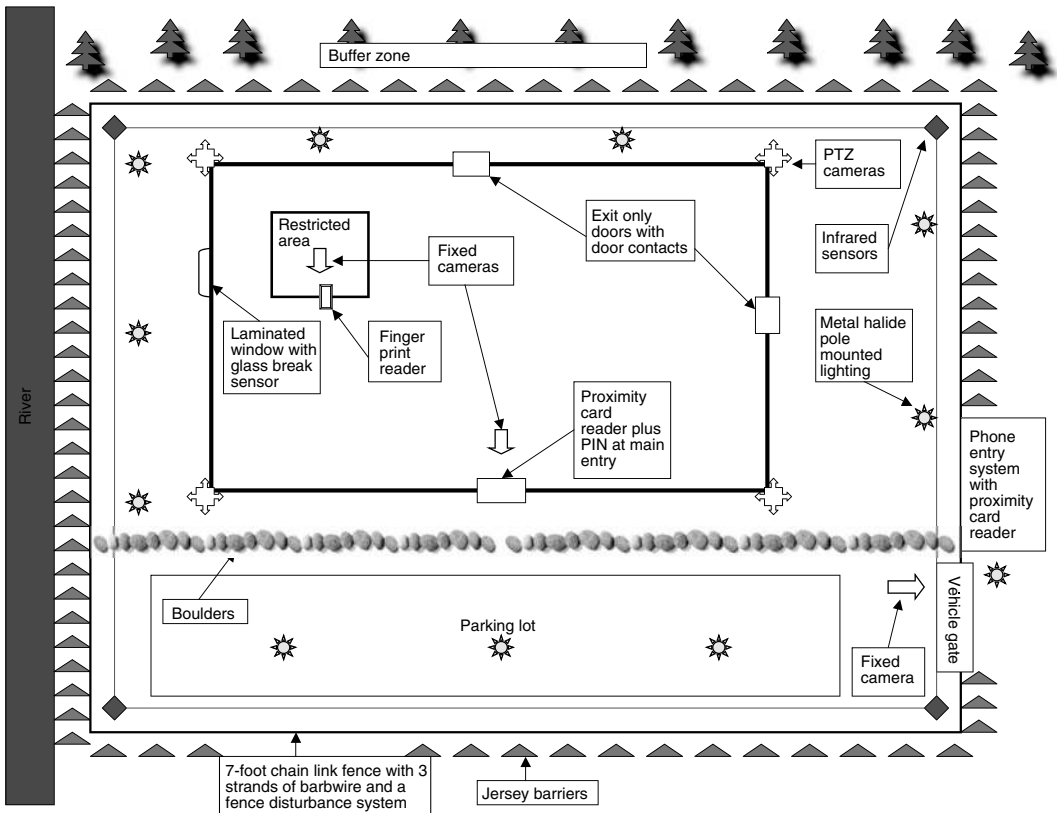 Buffer zone
River
PTZ
cameras
Restricted
area
Fixed
cameras
Exit only
doors with
door contacts
Infrared
sensors
Laminated
window with
glass break
sensor
Finger
print
reader
Metal halide
pole
mounted
lighting
Proximity
card
reader plus
PIN at main
entry
Phone
entry
system
with
proximity
card
reader
Boulders
Parking lot
Véhicle gate
Fixed
camera
7-foot chain link fence with 3
strands of barbwire and a
fence disturbance system
Jersey barriers